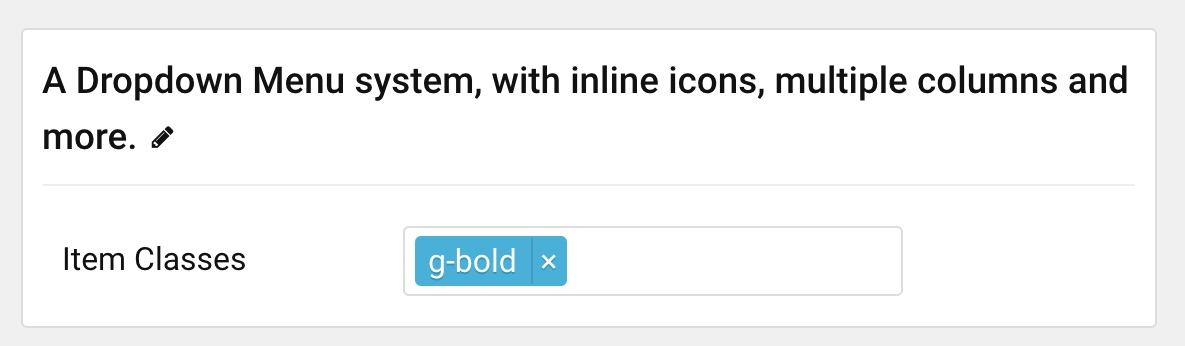 A Dropdown Menu system, with inline icons, multiple columns and
more.
Item Classes
g-bold ×